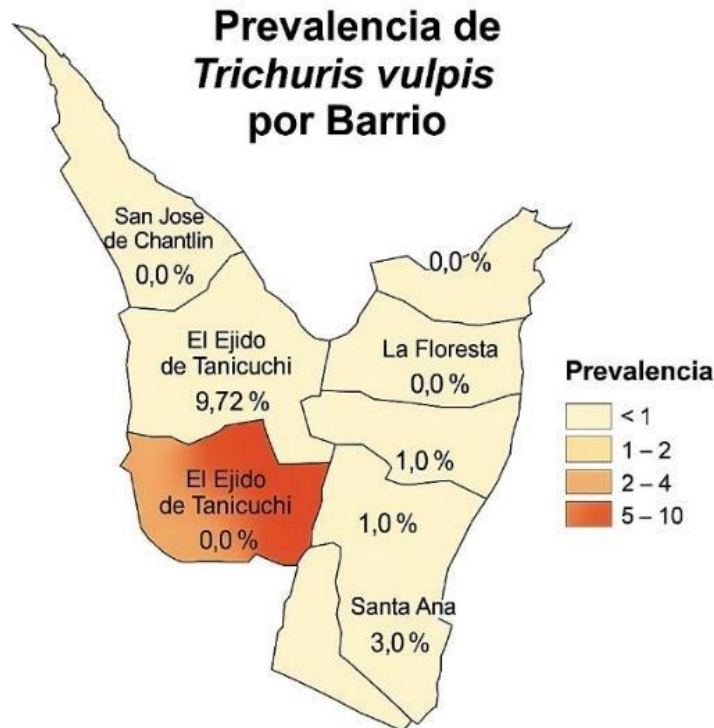 Prevalencia de
Trichuris vulpis
por Barrio
San Jose
de Chantlin
0,0 %
0,0 %
El Ejido
de Tanicuchi
9,72 %
La Floresta
0,0 %
Prevalencia
< 1
1 – 2
2 – 4
5 – 10
1,0 %
El Ejido
de Tanicuchi
0,0 %
1,0 %
Santa Ana
3,0 %